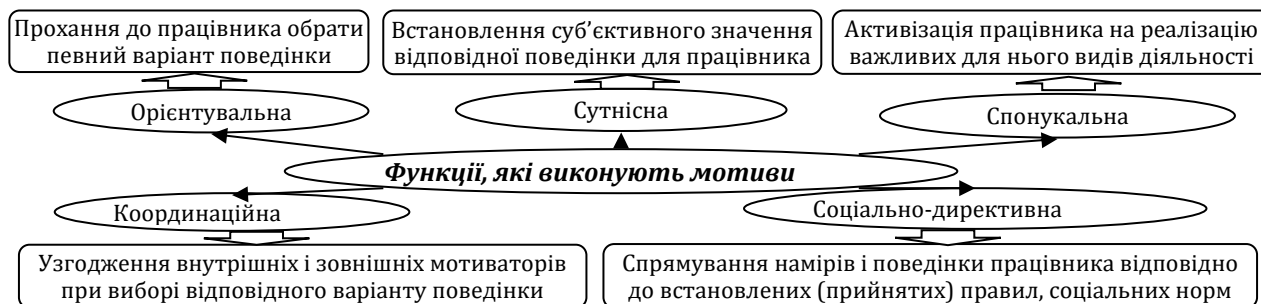 Прохання до працівника обрати
певний варіант поведінки
Встановлення суб’єктивного значення
відповідної поведінки для працівника
Активізація працівника на реалізацію
важливих для нього видів діяльності
Орієнтувальна
Сутнісна
Спонукальна
Функції, які виконують мотиви
Координаційна
Соціально-директивна
Узгодження внутрішніх і зовнішніх мотиваторів
при виборі відповідного варіанту поведінки
Спрямування намірів і поведінки працівника відповідно
до встановлених (прийнятих) правил, соціальних норм